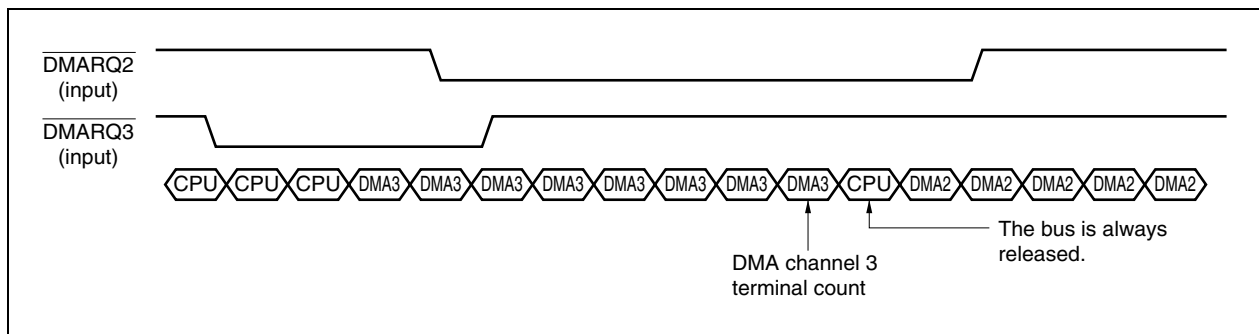 DMARQ2
(input)
DMARQ3
(input)
CPU CPU CPU DMA3 DMA3 DMA3 DMA3 DMA3 DMA3 DMA3 DMA3 CPU DMA2 DMA2 DMA2 DMA2 DMA2
The bus is always
released.
DMA channel 3
terminal count